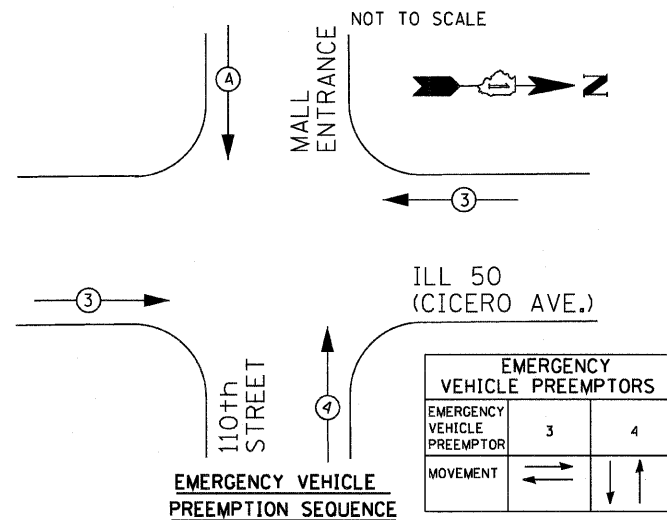 NOT TO SCALE
MALL
ENTRANCE
N
4
3
3
ILL 50
(CICERO AVE.)
4
110th
STREET
EMERGENCY VEHICLE
PREEMPTION SEQUENCE
EMERGENCY
VEHICLE PREEMPTORS
EMERGENCY
VEHICLE
PREEMPTOR
3
4
MOVEMENT